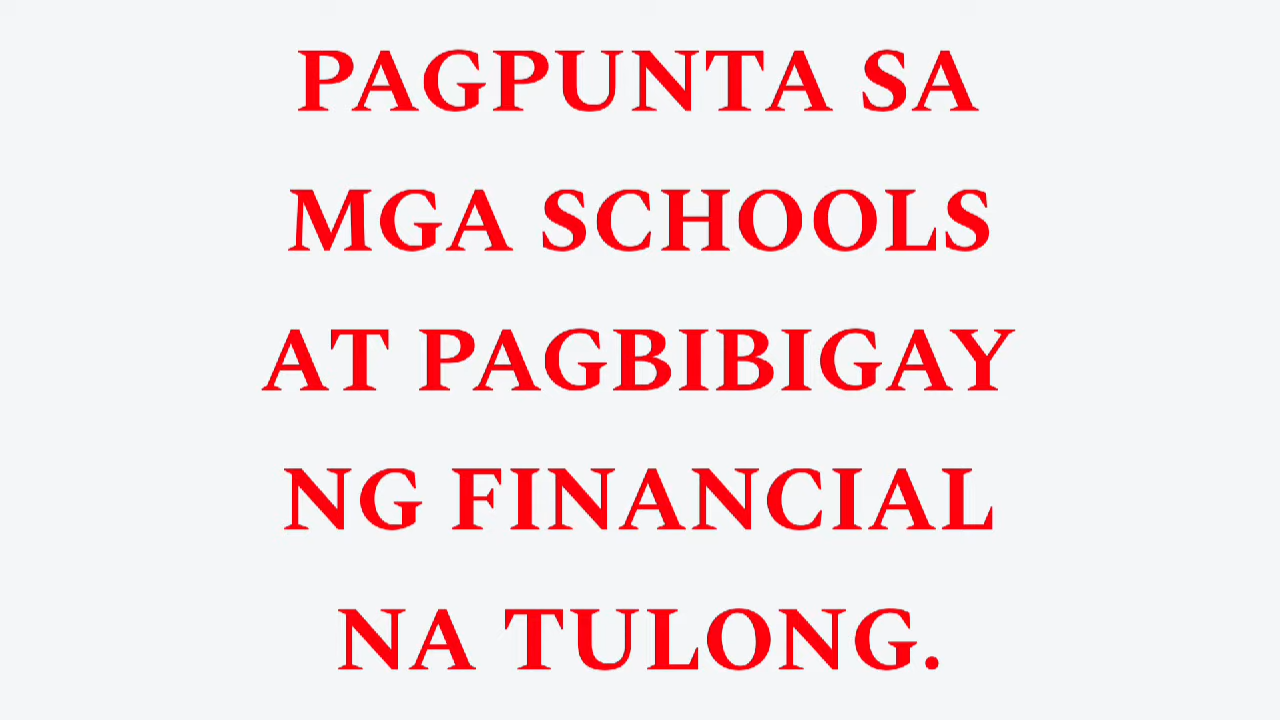 PAGPUNTA SA
MGA SCHOOLS
AT PAGBIBIGAY
NG FINANCIAL
NA TULONG.